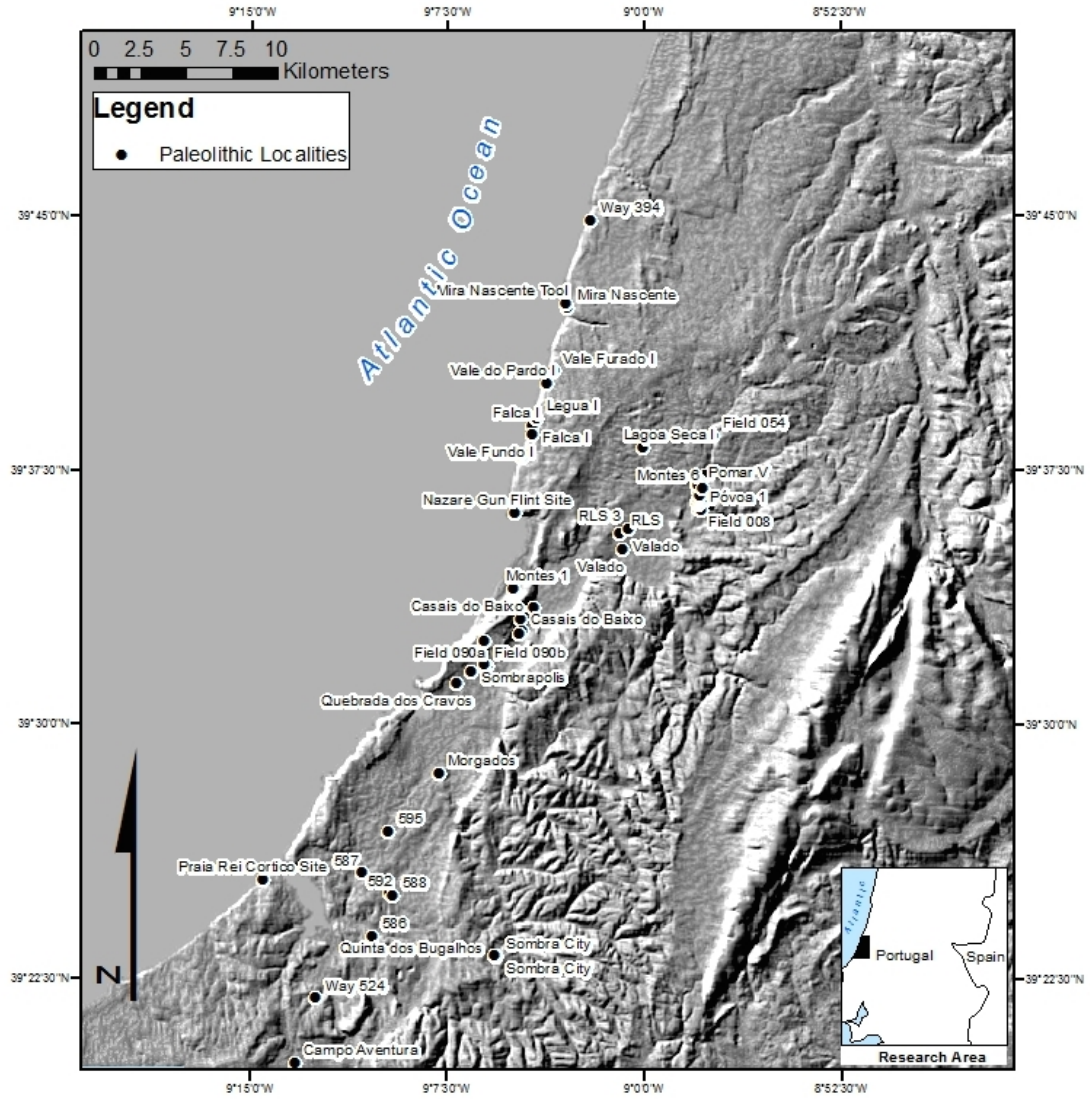 9°15'0"W 9°7'30"W 9°0'0"W 8°52'30"W
0 2.5 5 7.5 10
Kilometers
Legend
Paleolithic Localities
Atlantic Ocean
39°45'0"N 39°45'0"N
Way 394
Mira Nascente Tool Mira Nascente
Vale Furado I
Vale do Pardo I
Legua I
Falca I
Falca I
Vale Fundo I
Field 054
Lagoa Seca I
39°37'30"N 39°37'30"N
Montes 6 Pomar V
Póvoa 1
Nazare Gun Flint Site
RLS 3 RLS
Field 008
Valado
Valado
Montes 1
Casais do Baixo
Casais do Baixo
Field 090a Field 090b
Sombrapolis
Quebrada dos Cravos
39°30'0"N 39°30'0"N
Morgados
595
Praia Rei Cortico Site
587
592 588
586
Quinta dos Bugalhos
Sombra City
Sombra City
39°22'30"N 39°22'30"N
Way 524
Campo Aventura
N
Atlantic
Portugal Spain
Research Area
9°15'0"W 9°7'30"W 9°0'0"W 8°52'30"W